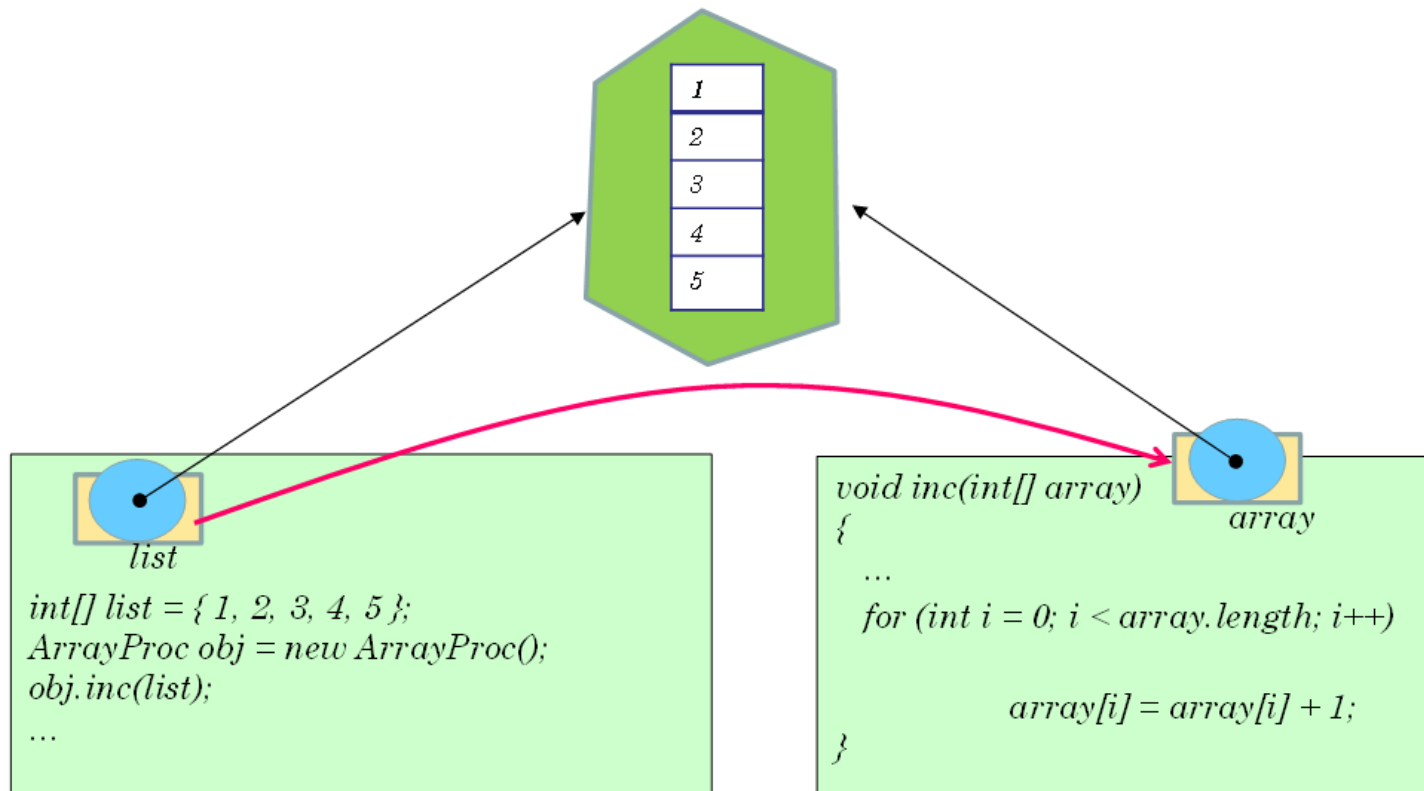 1
2
3
4
5
list
int[] list = { 1, 2, 3, 4, 5 };
ArrayProc obj = new ArrayProc();
obj.inc(list);
...
void inc(int[] array)
array
{
...
for (int i = 0; i < array.length; i++)
array[i] = array[i] + 1;
}